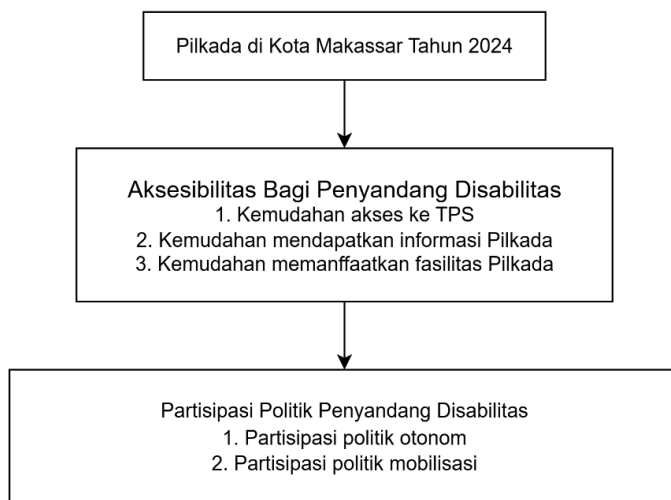 Pilkada di Kota Makassar Tahun 2024
Aksesibilitas Bagi Penyandang Disabilitas
1. Kemudahan akses ke TPS
2. Kemudahan mendapatkan informasi Pilkada
3. Kemudahan memanffaatkan fasilitas Pilkada
Partisipasi Politik Penyandang Disabilitas
1. Partisipasi politik otonom
2. Partisipasi politik mobilisasi